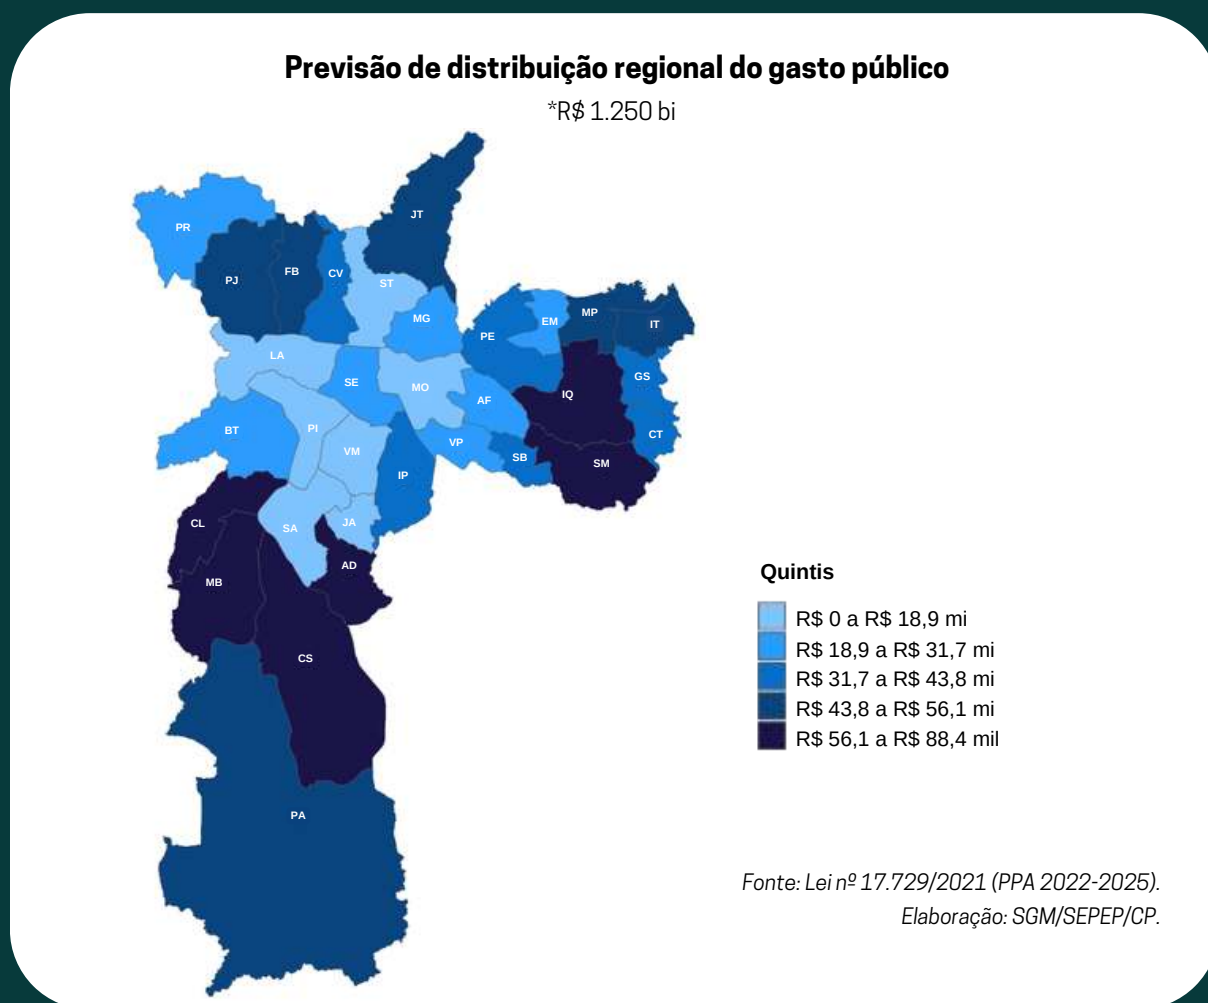 Previsão de distribuição regional do gasto público
*R$ 1.250 bi
JT
PR
PJ
FB
CV
ST
MG
PE
EM
MP
IT
LA
SE
MO
AF
IQ
GS
BT
PI
VM
VP
SB
CT
SM
IP
CL
SA
JA
MB
AD
CS
PA
Quintis
R$ 0 a R$ 18,9 mi
R$ 18,9 a R$ 31,7 mi
R$ 31,7 a R$ 43,8 mi
R$ 43,8 a R$ 56,1 mi
R$ 56,1 a R$ 88,4 mil
Fonte: Lei nº 17.729/2021 (PPA 2022-2025).
Elaboração: SGM/SEPEP/CP.